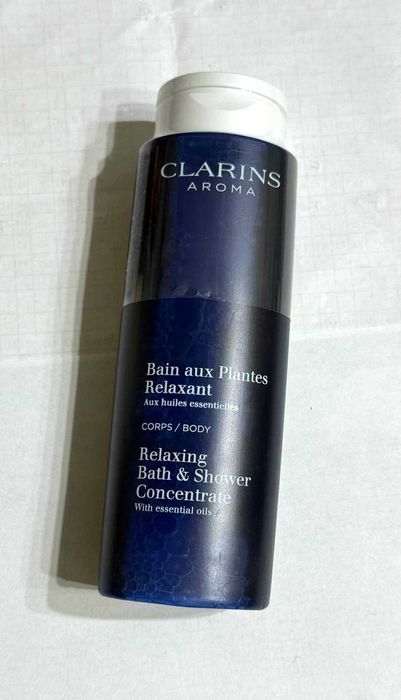 CLARINS
AROMA
Bain aux Plantes
Relaxant
Aux huiles essentielles
CORPS / BODY
Relaxing
Bath & Shower
Concentrate
With essential oils